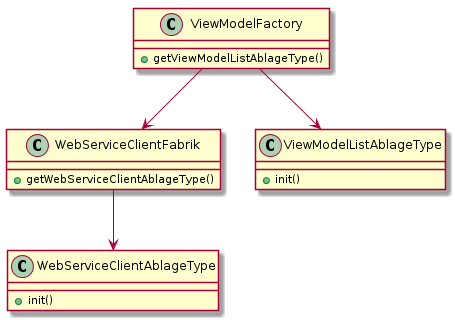 C ViewModelFactory
getViewModelListAblageType()
C WebServiceClientFabrik
getWebServiceClientAblageType()
C ViewModelListAblageType
init()
C WebServiceClientAblageType
init()